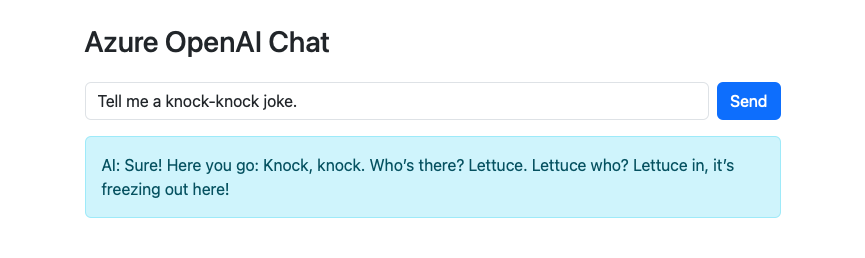 Azure OpenAI Chat
Tell me a knock-knock joke.
Send
AI: Sure! Here you go: Knock, knock. Who’s there? Lettuce. Lettuce who? Lettuce in, it’s
freezing out here!